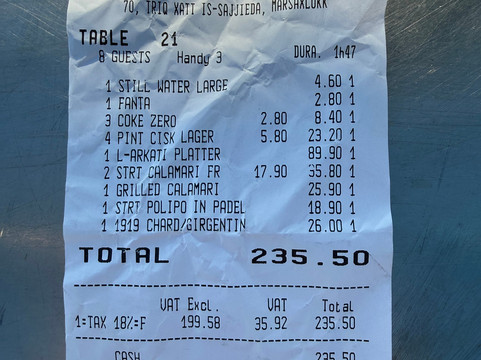 70, TRIQ XATT IS-SAJJIEDA, MARSAXLOKK
TABLE 21
8 GUESTS Handy 3 DURA. 1h47
1 STILL WATER LARGE 4.60 1
1 FANTA 2.80 1
3 COKE ZERO 2.80 8.40 1
4 PINT CISK LAGER 5.80 23.20 1
1 L-ARKATI PLATTER 89.90 1
2 STRT CALAMARI FR 17.90 35.80 1
1 GRILLED CALAMARI 25.90 1
1 STRT POLIPO IN PADEL 18.90 1
1 1919 CHARD/GIRGENTIN 26.00 1
TOTAL 235.50
VAT Excl. VAT Total
1=TAX 18%=F 199.58 35.92 235.50
CASH 235.50